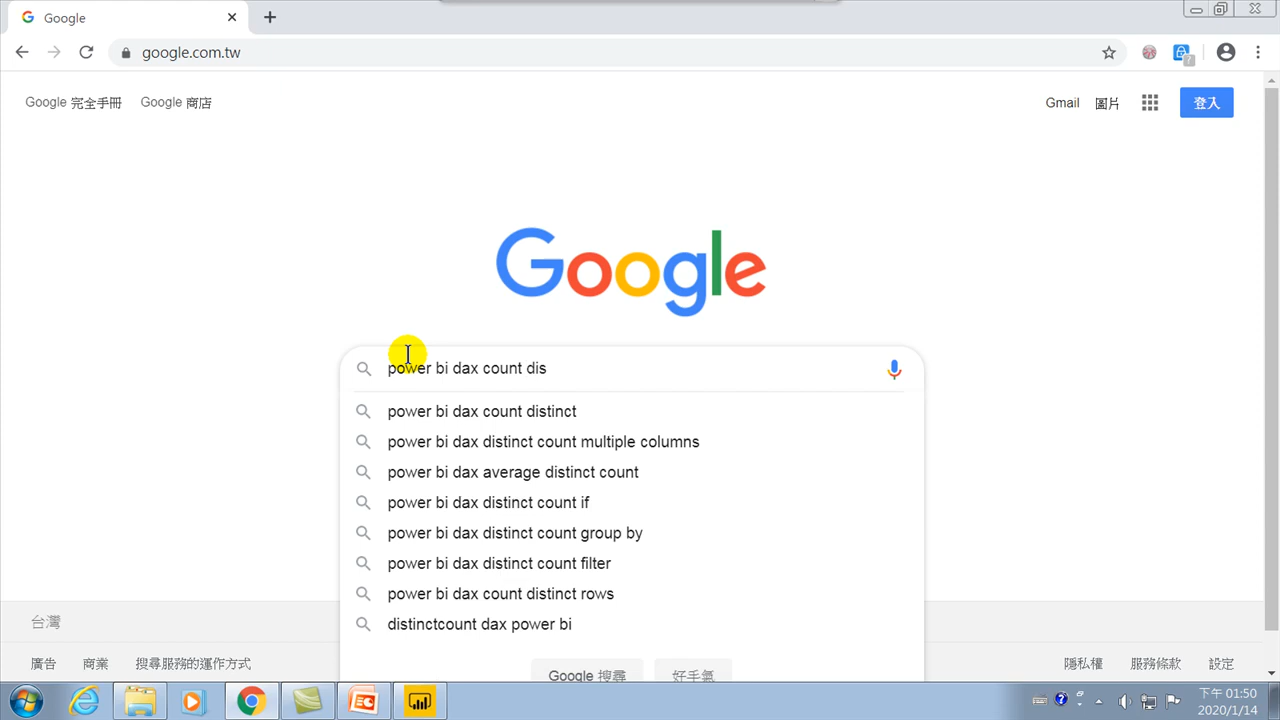 Google
google.com.tw
Google 完全手冊 Google 商店
Gmail 圖片 登入
Google
power bi dax count dis
power bi dax count distinct
power bi dax distinct count multiple columns
power bi dax average distinct count
power bi dax distinct count if
power bi dax distinct count group by
power bi dax distinct count filter
power bi dax count distinct rows
distinctcount dax power bi
台灣
廣告 商業 搜尋服務的運作方式
Google 搜尋 好手氣
隱私權 服務條款 設定
下午 01:50
2020/1/14